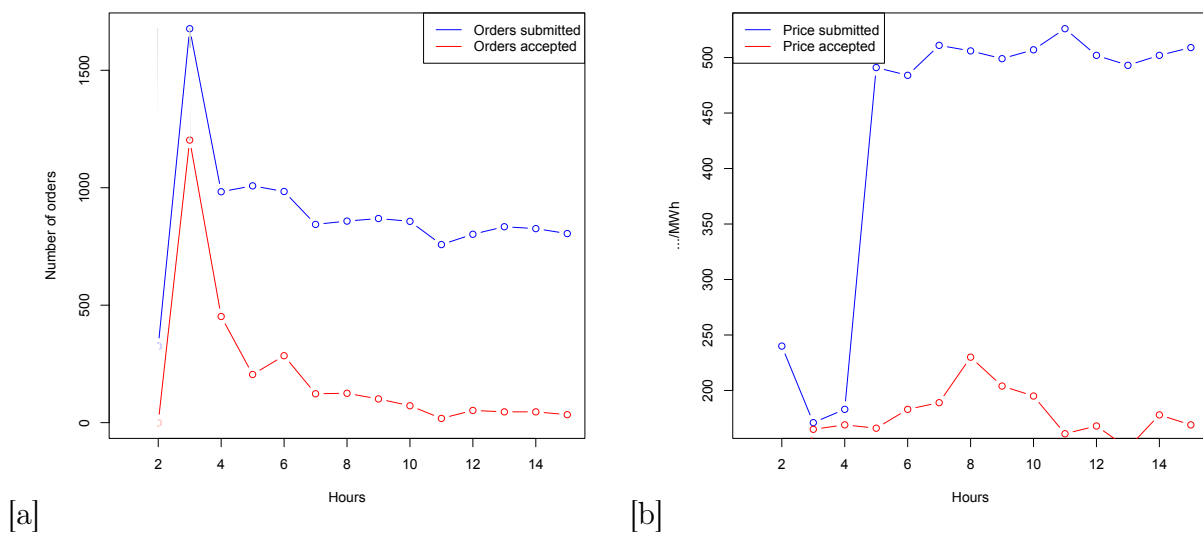 Orders submitted
Orders accepted
Number of orders
0
500
1000
1500
2
4
6
8
10
12
14
Hours
[a]
Price submitted
Price accepted
.../MWh
200
250
300
350
400
450
500
2
4
6
8
10
12
14
Hours
[b]